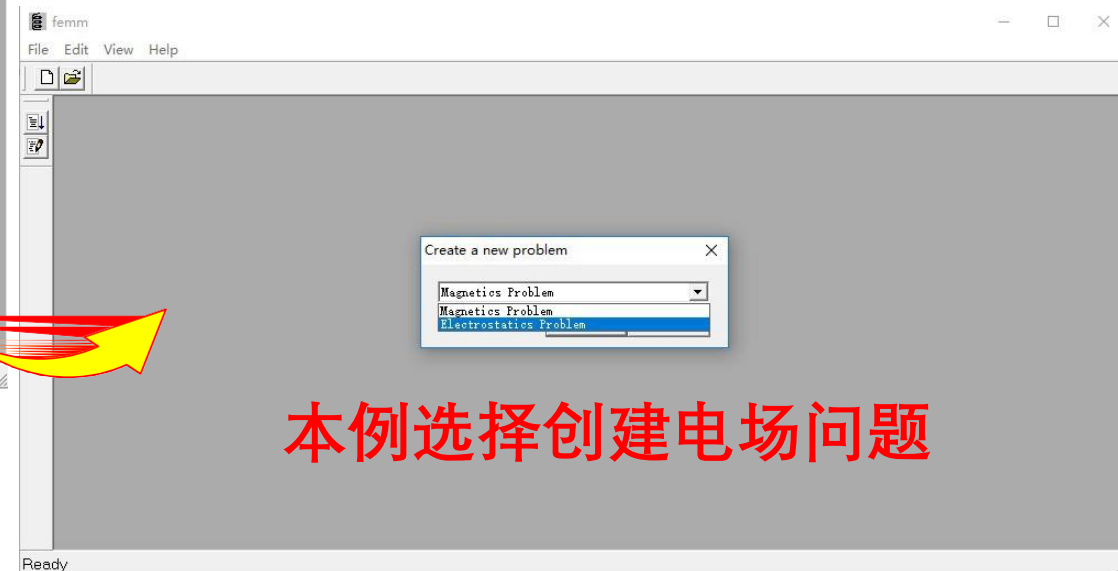 femm
File Edit View Help
Create a new problem
Magnetics Problem
Magnetics Problem
Electrostatics Problem
本例选择创建电场问题
Ready